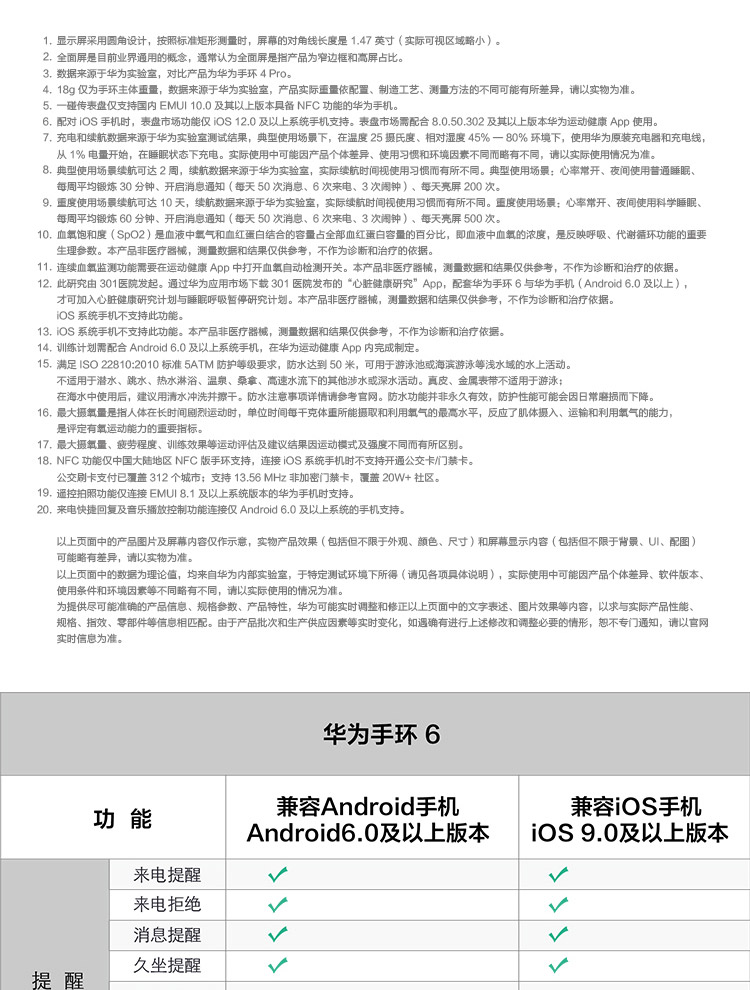 1. 显示屏采用圆角设计，按照标准矩形测量时，屏幕的对角线长度是 1.47 英寸（实际可视区域略小）。
2. 全面屏是目前业界通用的概念，通常认为全面屏是指产品为窄边框和高屏占比。
3. 数据来源于华为实验室，对比产品为华为手环 4 Pro。
4. 18g 仅为手环主体重量，数据来源于华为实验室，产品实际重量依配置、制造工艺、测量方法的不同可能有所差异，请以实物为准。
5. 一碰传表盘仅支持国内 EMUI 10.0 及其以上版本具备 NFC 功能的华为手机。
6. 配对 iOS 手机时，表盘市场功能仅 iOS 12.0 及以上系统手机支持。表盘市场需配合 8.0.50.302 及其以上版本华为运动健康 App 使用。
7. 充电和续航数据来源于华为实验室测试结果，典型使用场景下，在温度 25 摄氏度、相对湿度 45% — 80% 环境下，使用华为原装充电器和充电线，
从 1% 电量开始，在睡眠状态下充电。实际使用中可能因产品个体差异、使用习惯和环境因素不同而略有不同，请以实际使用情况为准。
8. 典型使用场景续航可达 2 周，续航数据来源于华为实验室，实际续航时间视使用习惯而有所不同。典型使用场景：心率常开、夜间使用普通睡眠、
每周平均锻炼 30 分钟、开启消息通知（每天 50 次消息、6 次来电、3 次闹钟）、每天亮屏 200 次。
9. 重度使用场景续航可达 10 天，续航数据来源于华为实验室，实际续航时间视使用习惯而有所不同。重度使用场景：心率常开、夜间使用科学睡眠、
每周平均锻炼 60 分钟、开启消息通知（每天 50 次消息、6 次来电、3 次闹钟）、每天亮屏 500 次。
10. 血氧饱和度（SpO2）是血液中氧气和血红蛋白结合的容量占全部血红蛋白容量的百分比，即血液中血氧的浓度，是反映呼吸、代谢循环功能的重要
生理参数。本产品非医疗器械，测量数据和结果仅供参考，不作为诊断和治疗的依据。
11. 连续血氧监测功能需要在运动健康 App 中打开血氧自动检测开关。本产品非医疗器械，测量数据和结果仅供参考，不作为诊断和治疗的依据。
12. 此研究由 301医院发起。通过华为应用市场下载 301 医院发布的“心脏健康研究”App，配套华为手环 6 与华为手机（Android 6.0 及以上），
才可加入心脏健康研究计划与睡眠呼吸暂停研究计划。本产品非医疗器械，测量数据和结果仅供参考，不作为诊断和治疗依据。
iOS 系统手机不支持此功能。
13. iOS 系统手机不支持此功能。本产品非医疗器械，测量数据和结果仅供参考，不作为诊断和治疗依据。
14. 训练计划需配合 Android 6.0 及以上系统手机，在华为运动健康 App 内完成制定。
15. 满足 ISO 22810:2010 标准 5ATM 防护等级要求，防水达到 50 米，可用于游泳池或海滨游泳等浅水域的水上活动。
不适用于潜水、跳水、热水淋浴、温泉、桑拿、高速水流下的其他涉水或深水活动。真皮、金属表带不适用于游泳；
在海水中使用后，建议用清水冲洗并擦干。防水注意事项详情请参考官网。防水功能并非永久有效，防护性能可能会因日常磨损而下降。
16. 最大摄氧量是指人体在长时间剧烈运动时，单位时间每千克体重所能摄取和利用氧气的最高水平，反应了肌体摄入、运输和利用氧气的能力，
是评定有氧运动能力的重要指标。
17. 最大摄氧量、疲劳程度、训练效果等运动评估及建议结果因运动模式及强度不同而有所区别。
18. NFC 功能仅中国大陆地区 NFC 版手环支持，连接 iOS 系统手机时不支持开通公交卡/门禁卡。
公交刷卡支付已覆盖 312 个城市；支持 13.56 MHz 非加密门禁卡，覆盖 20W+ 社区。
19. 遥控拍照功能仅连接 EMUI 8.1 及以上系统版本的华为手机时支持。
20. 来电快捷回复及音乐播放控制功能连接仅 Android 6.0 及以上系统的手机支持。
以上页面中的产品图片及屏幕内容仅作示意，实物产品效果（包括但不限于外观、颜色、尺寸）和屏幕显示内容（包括但不限于背景、UI、配图）
可能略有差异，请以实物为准。
以上页面中的数据为理论值，均来自华为内部实验室，于特定测试环境下所得（请见各项具体说明），实际使用中可能因产品个体差异、软件版本、
使用条件和环境因素等不同略有不同，请以实际使用的情况为准。
为提供尽可能准确的产品信息、规格参数、产品特性，华为可能实时调整和修正以上页面中的文字表述、图片效果等内容，以求与实际产品性能、
规格、指效、零部件等信息相匹配。由于产品批次和生产供应因素等实时变化，如遇确有进行上述修改和调整必要的情形，恕不专门通知，请以官网
实时信息为准。
华为手环 6
功 能
兼容Android手机
Android6.0及以上版本
兼容iOS手机
iOS 9.0及以上版本
来电提醒
来电拒绝
消息提醒
久坐提醒
提 醒